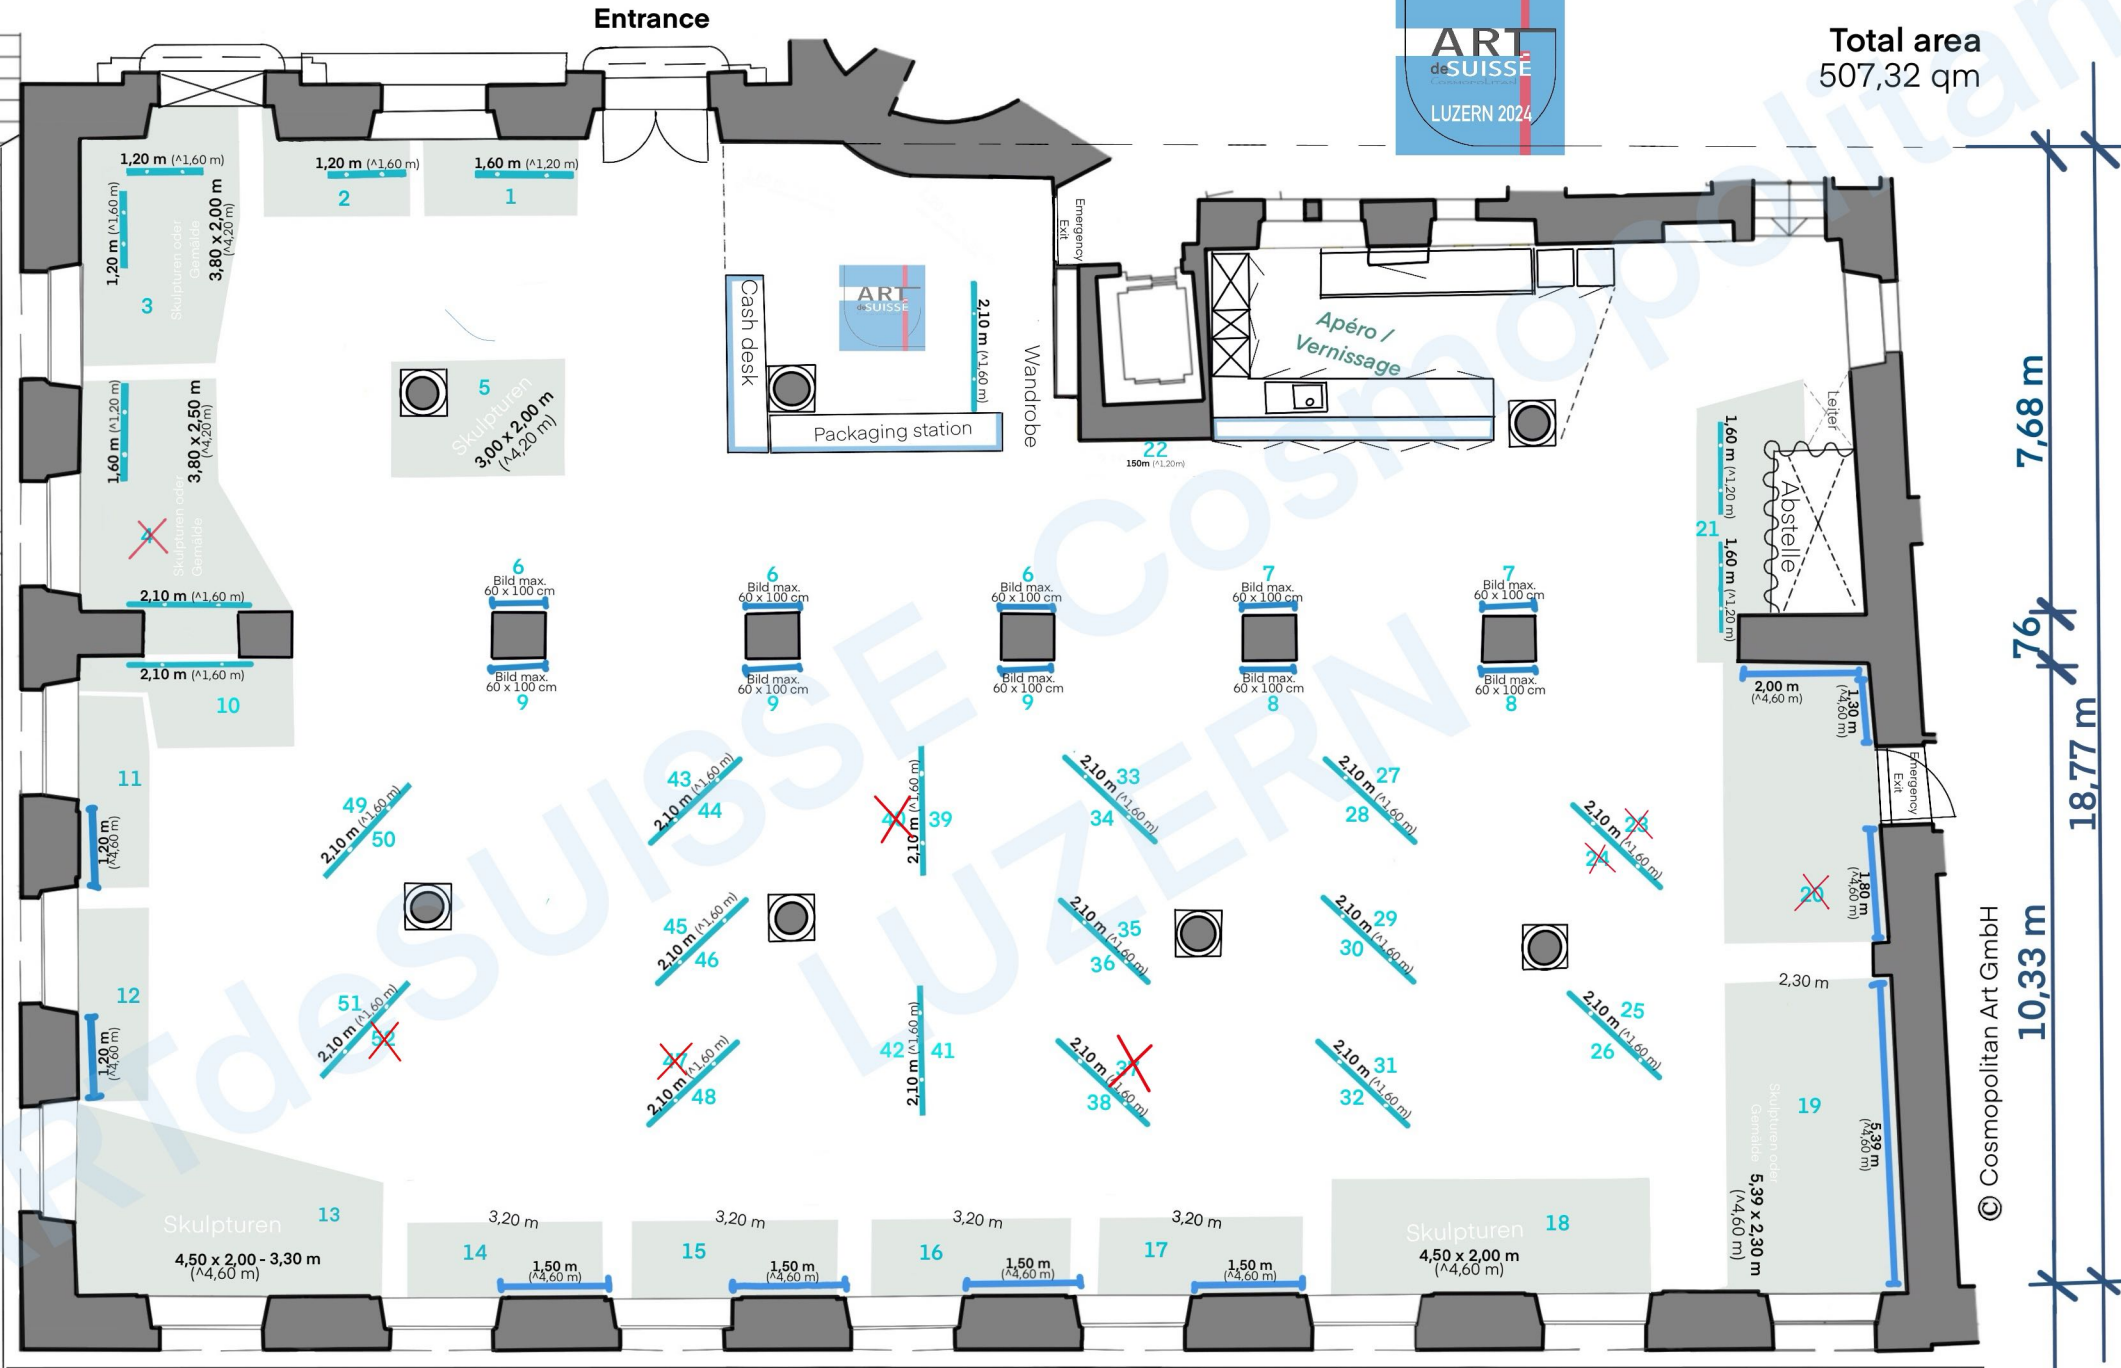 Entrance
ART
deSUISSE
Cosmopolitan Art
LUZERN 2024
Total area
507,32 qm
1,20 m (^1,60 m)
1,20 m (^1,60 m)
3,80 x 2,00 m
(^4,20 m)
Skulpturen oder
Gemälde
3
1,20 m (^1,60 m)
2
1,60 m (^1,20 m)
1
Emergency
Exit
Cash desk
ART
deSUISSE
2,10 m (^1,60 m)
Wandrobe
Packaging station
Apéro /
Vernissage
22
150m (^1,20m)
1,60 m (^1,20 m)
3,80 x 2,50 m
(^4,20 m)
Skulpturen oder
Gemälde
4
2,10 m (^1,60 m)
5
Skulpturen
3,00 x 2,00 m
(^4,20 m)
Leiter
Abstelle
1,60 m (^1,20 m)
21
1,60 m (^1,20 m)
7,68 m
76
18,77 m
10,33 m
6
Bild max.
60 x 100 cm
6
Bild max.
60 x 100 cm
6
Bild max.
60 x 100 cm
7
Bild max.
60 x 100 cm
7
Bild max.
60 x 100 cm
2,10 m (^1,60 m)
10
Bild max.
60 x 100 cm
9
Bild max.
60 x 100 cm
9
Bild max.
60 x 100 cm
9
Bild max.
60 x 100 cm
8
Bild max.
60 x 100 cm
8
2,00 m
(^4,60 m)
1,30 m
(^4,60 m)
Emergency
Exit
11
1,20 m
(^4,60 m)
49
2,10 m (^1,60 m)
50
43
2,10 m (^1,60 m)
44
40
2,10 m (^1,60 m)
39
33
2,10 m (^1,60 m)
34
27
2,10 m (^1,60 m)
28
23
2,10 m (^1,60 m)
24
20
1,80 m
(^4,60 m)
12
1,20 m
(^4,60 m)
45
2,10 m (^1,60 m)
46
35
2,10 m (^1,60 m)
36
29
2,10 m (^1,60 m)
30
51
2,10 m (^1,60 m)
52
47
2,10 m (^1,60 m)
48
42
2,10 m (^1,60 m)
41
37
2,10 m (^1,60 m)
38
31
2,10 m (^1,60 m)
32
25
2,10 m (^1,60 m)
26
2,30 m
19
Skulpturen oder
Gemälde
5,39 x 2,30 m
(^4,60 m)
5,39 m
(^4,60 m)
13
Skulpturen
4,50 x 2,00 - 3,30 m
(^4,60 m)
3,20 m
14
1,50 m
(^4,60 m)
3,20 m
15
1,50 m
(^4,60 m)
3,20 m
16
1,50 m
(^4,60 m)
3,20 m
17
1,50 m
(^4,60 m)
18
Skulpturen
4,50 x 2,00 m
(^4,60 m)
© Cosmopolitan Art GmbH
ARTdeSUISSE Cosmopolitan
LUZERN